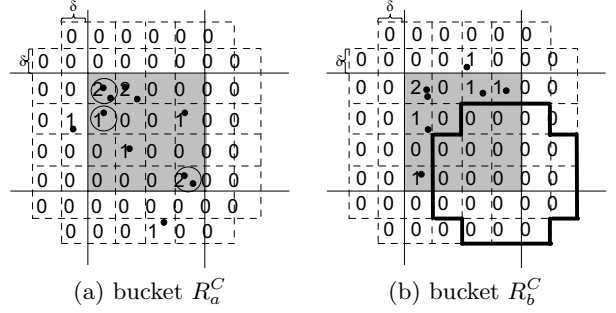 δ
δ
0 0 0 0 0 0
0 0 0 0 0 0 0 0
0 0 2 2 0 0 0 0
0 1 1 0 0 1 0 0
0 0 0 1 0 0 0 0
0 0 0 0 0 2 0 0
0 0 0 0 0 0 0 0
0 0 0 1 0 0
(a) bucket R_a^C
δ
δ
0 0 0 0 0 0
0 0 0 0 1 0 0 0
0 0 2 0 1 1 0 0
0 0 1 0 0 0 0 0
0 0 0 0 0 0 0 0
0 0 1 0 0 0 0 0
0 0 0 0 0 0 0 0
0 0 0 0 0 0
(b) bucket R_b^C